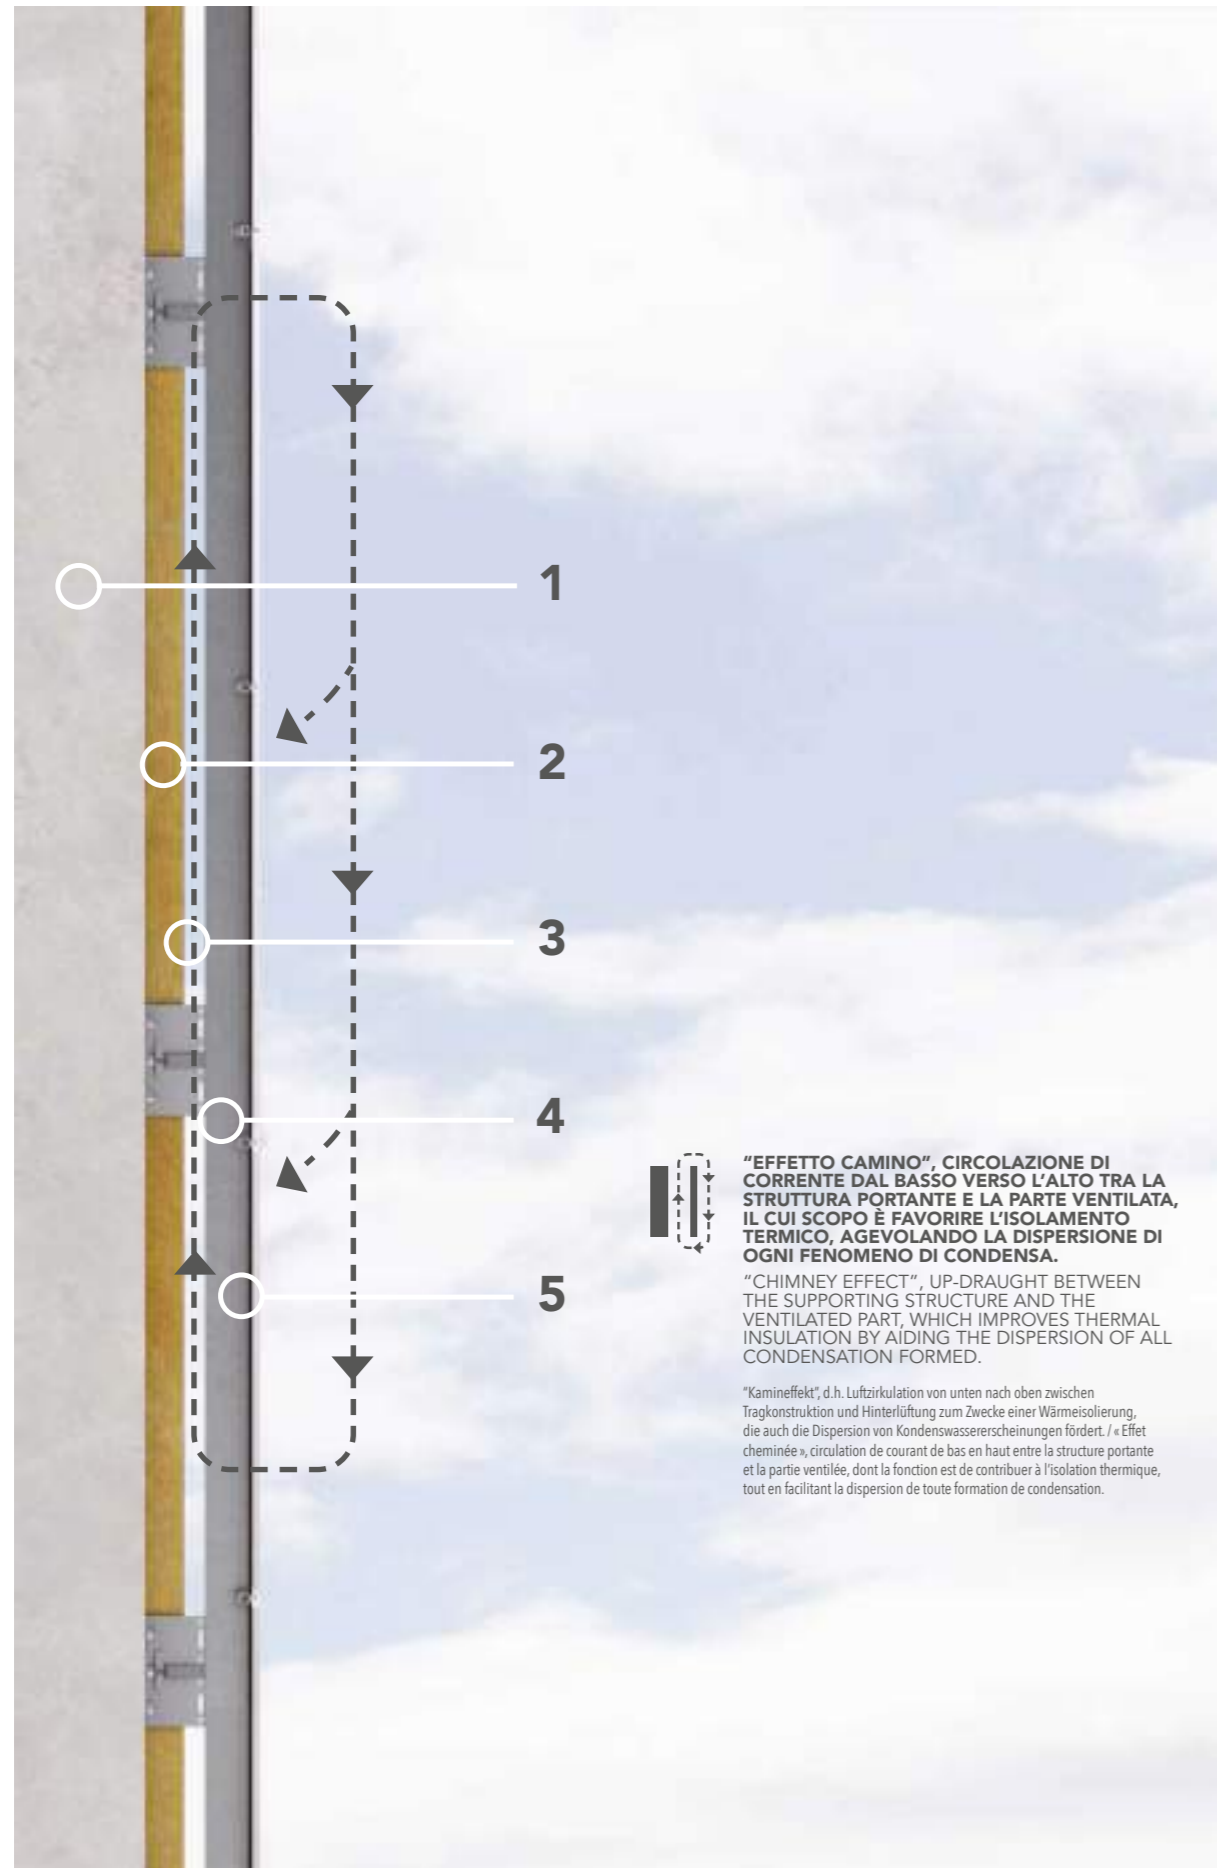 1
2
3
4
5
"EFFETTO CAMINO", CIRCOLAZIONE DI
CORRENTE DAL BASSO VERSO L'ALTO TRA LA
STRUTTURA PORTANTE E LA PARTE VENTILATA,
IL CUI SCOPO È FAVORIRE L'ISOLAMENTO
TERMICO, AGEVOLANDO LA DISPERSIONE DI
OGNI FENOMENO DI CONDENSA.
"CHIMNEY EFFECT", UP-DRAUGHT BETWEEN
THE SUPPORTING STRUCTURE AND THE
VENTILATED PART, WHICH IMPROVES THERMAL
INSULATION BY AIDING THE DISPERSION OF ALL
CONDENSATION FORMED.
"Kamineffekt", d.h. Luftzirkulation von unten nach oben zwischen
Tragkonstruktion und Hinterlüftung zum Zwecke einer Wärmeisolierung,
die auch die Dispersion von Kondenswassererscheinungen fördert. / « Effet
cheminée », circulation de courant de bas en haut entre la structure portante
et la partie ventilée, dont la fonction est de contribuer à l'isolation thermique,
tout en facilitant la dispersion de toute formation de condensation.